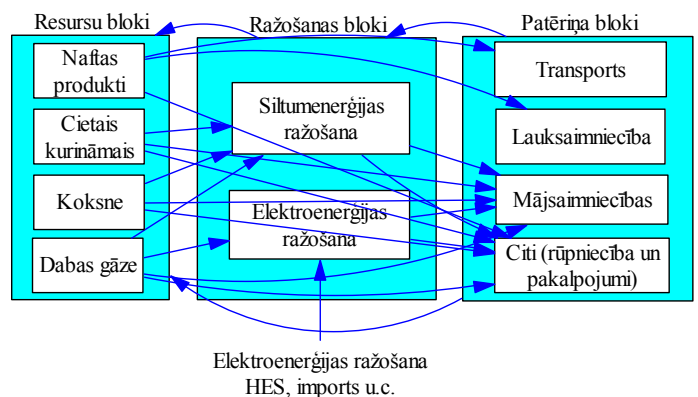 Resursu bloki
Ražošanas bloki
Patēriņa bloki
Naftas
produkti
Cietais
kurināmais
Koksne
Dabas gāze
Siltumenerģijas
ražošana
Elektroenerģijas
ražošana
Transports
Lauksaimniecība
Mājsaimniecības
Citi (rūpniecība un
pakalpojumi)
Elektroenerģijas ražošana
HES, imports u.c.